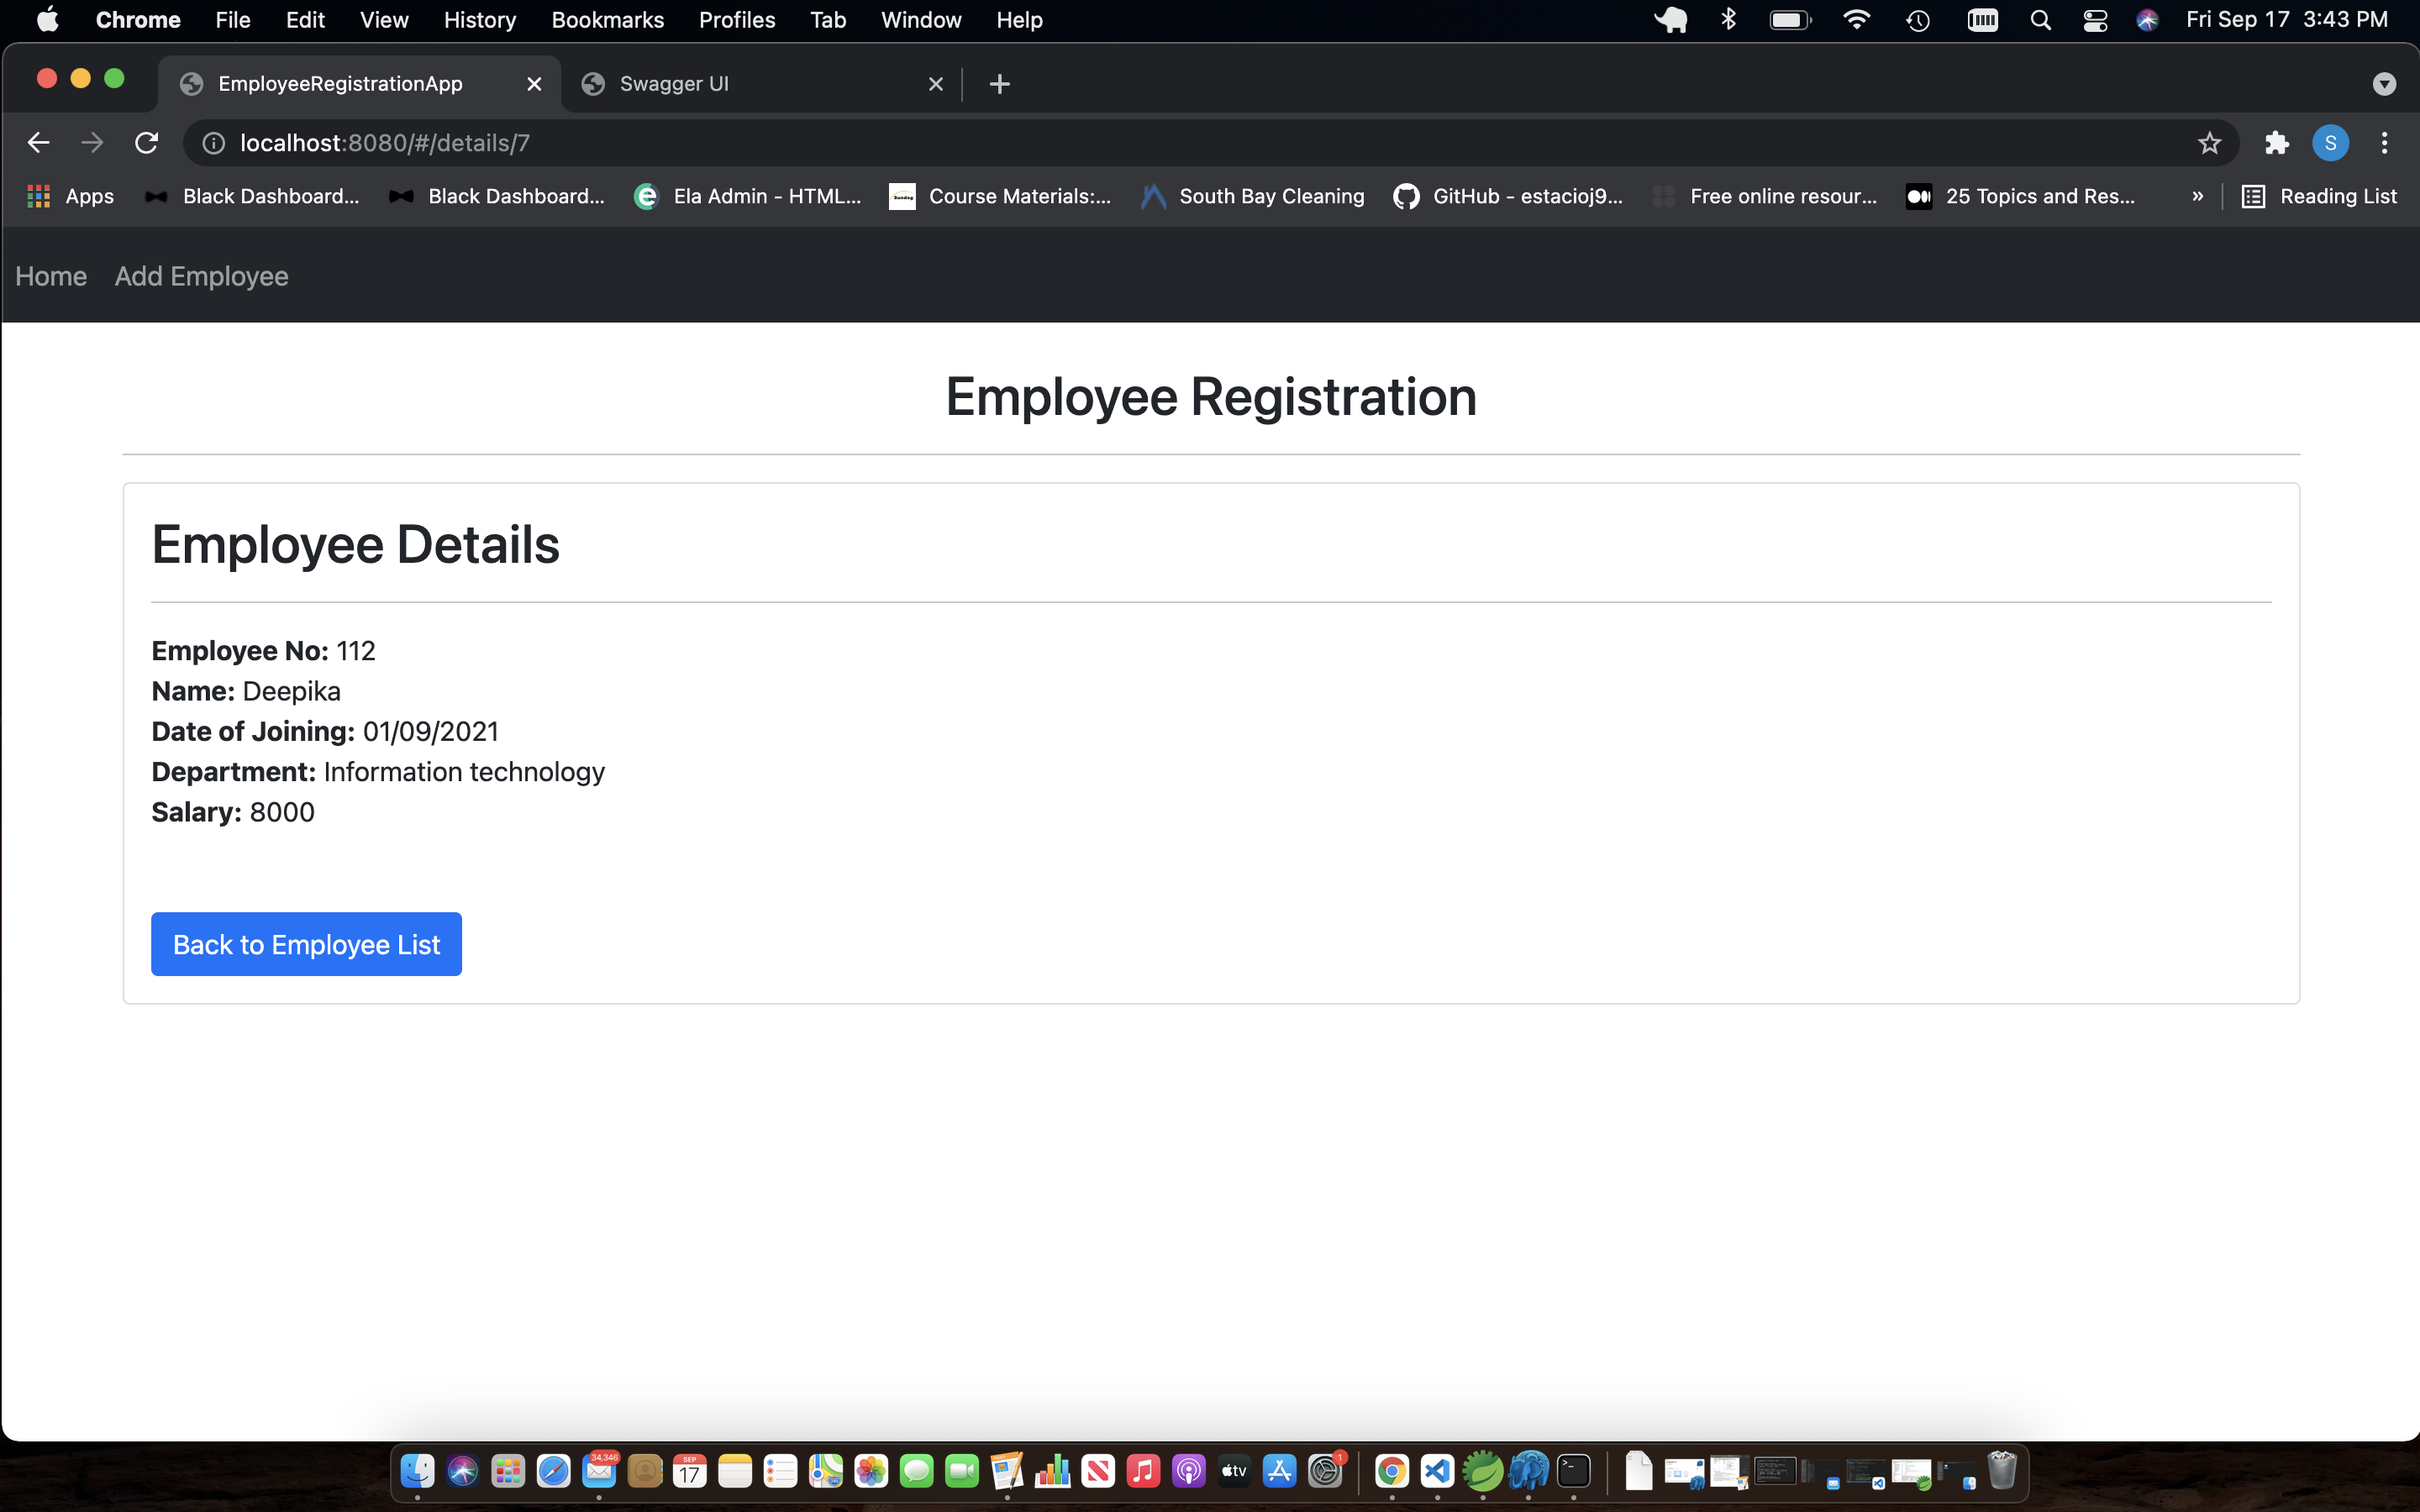 Chrome File Edit View History Bookmarks Profiles Tab Window Help Fri Sep 17 3:43 PM
EmployeeRegistrationApp Swagger UI
localhost:8080/#/details/7 S
Apps Black Dashboard... Black Dashboard... Ela Admin - HTML... Course Materials:... South Bay Cleaning GitHub - estacioj9... Free online resour... 25 Topics and Res... » Reading List
Home Add Employee
Employee Registration
Employee Details
Employee No: 112
Name: Deepika
Date of Joining: 01/09/2021
Department: Information technology
Salary: 8000
Back to Employee List
34,346 SEP 17 tv 1